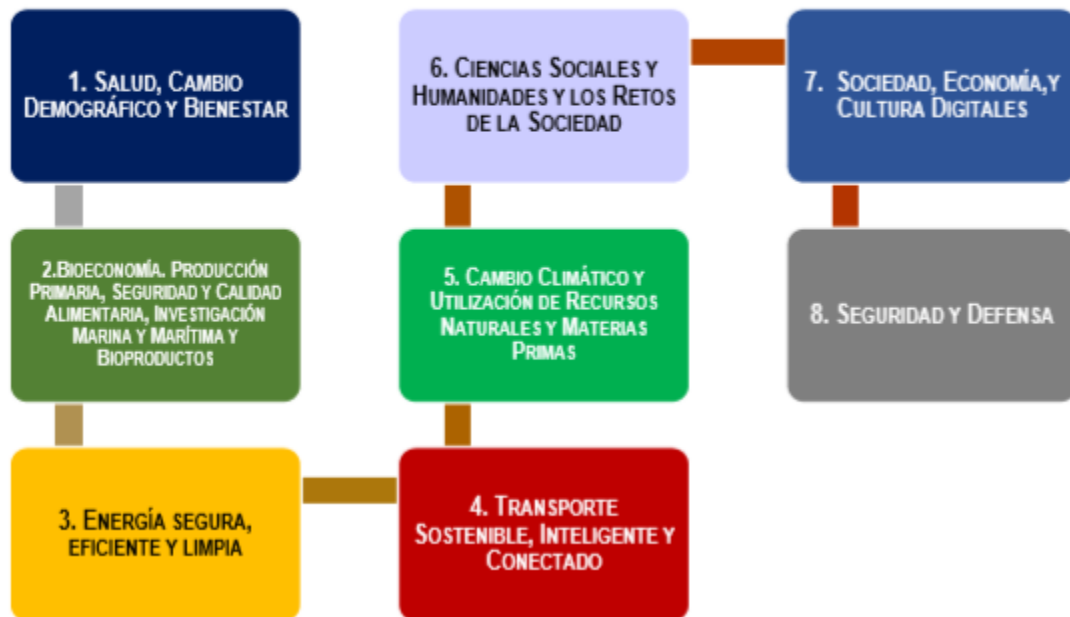 1. Salud, Cambio
Demográfico y Bienestar
2.Bioeconomía. Producción
Primaria, Seguridad y Calidad
Alimentaria, Investigación
Marina y Marítima y
Bioproductos
3. Energía segura,
eficiente y limpia
4. Transporte
Sostenible, Inteligente y
Conectado
5. Cambio Climático y
Utilización de Recursos
Naturales y Materias
Primas
6. Ciencias Sociales y
Humanidades y los Retos
de la Sociedad
7. Sociedad, Economía,y
Cultura Digitales
8. Seguridad y Defensa